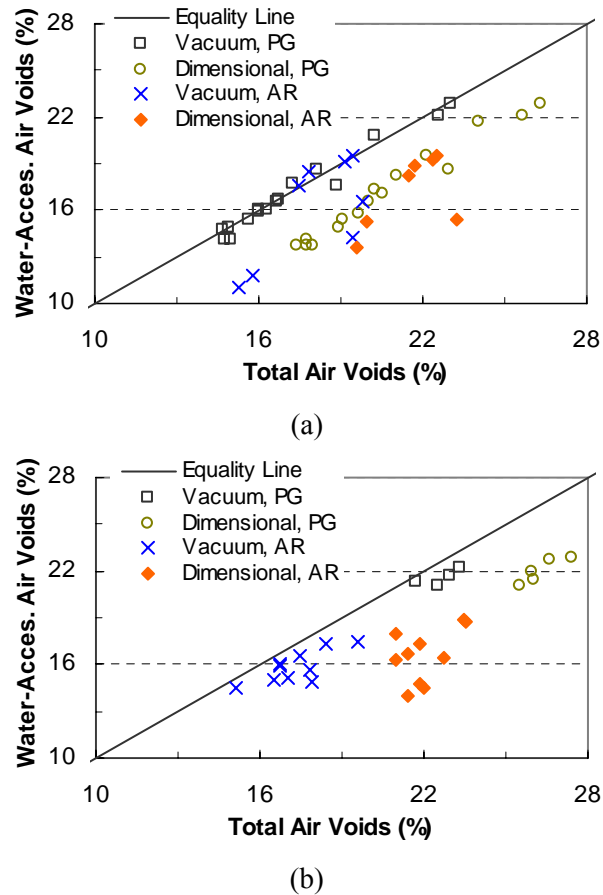 28
22
16
10
Water-Acces. Air Voids (%)
Equality Line
Vacuum, PG
Dimensional, PG
Vacuum, AR
Dimensional, AR
10 16 22 28
Total Air Voids (%)
(a)
28
22
16
10
Water-Acces. Air Voids (%)
Equality Line
Vacuum, PG
Dimensional, PG
Vacuum, AR
Dimensional, AR
10 16 22 28
Total Air Voids (%)
(b)